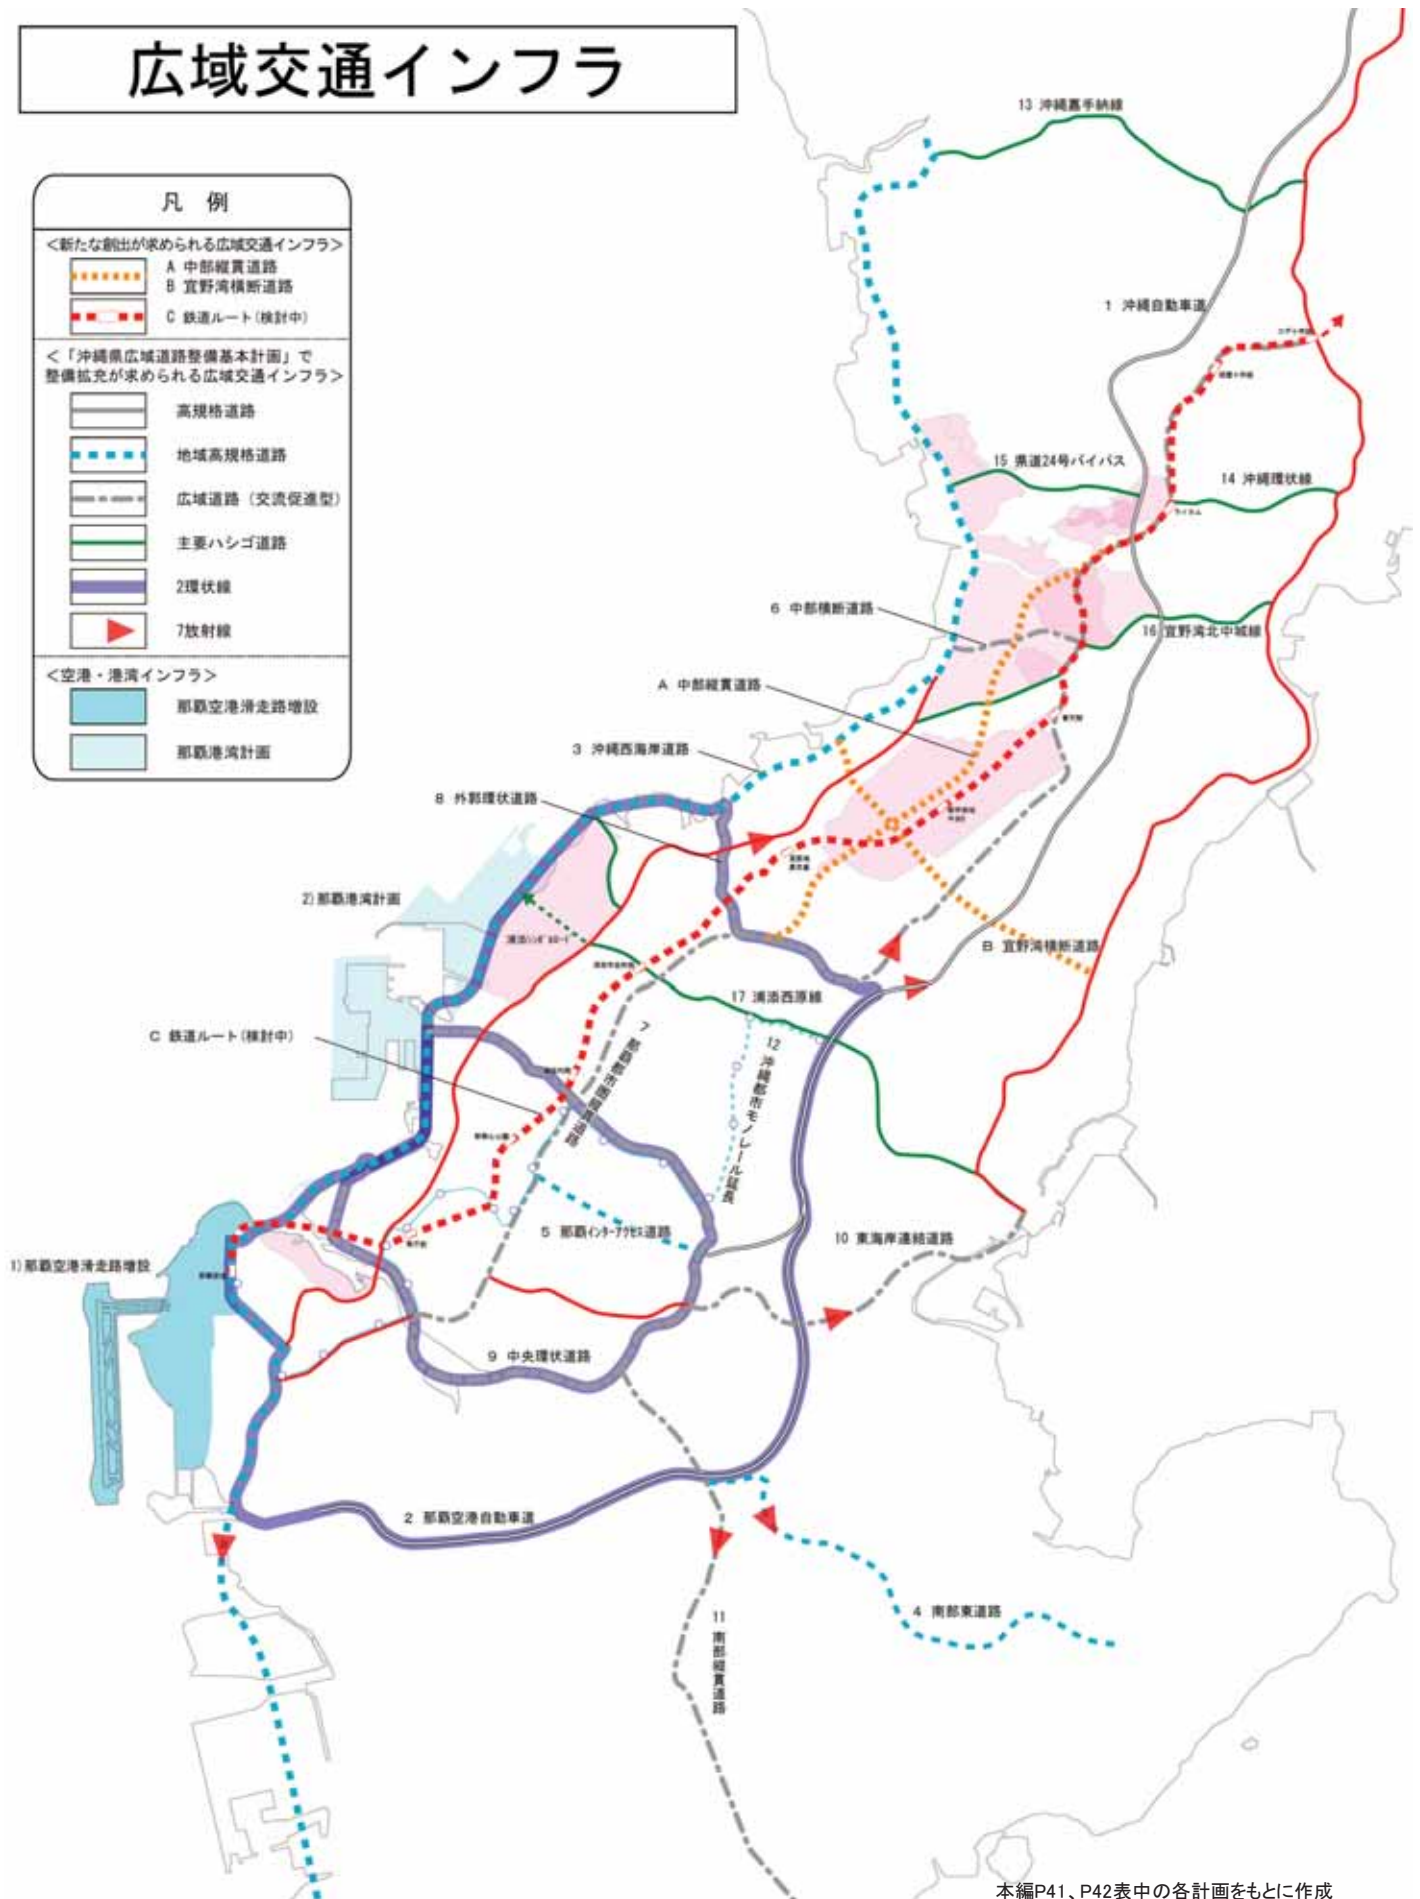 広域交通インフラ
凡 例
<新たな創出が求められる広域交通インフラ>
A 中部縦貫道路
B 宜野湾横断道路
C 鉄道ルート(検討中)
<「沖縄県広域道路整備基本計画」で
整備拡充が求められる広域交通インフラ>
高規格道路
地域高規格道路
広域道路(交流促進型)
主要ハシゴ道路
2環状線
7放射線
<空港・港湾インフラ>
那覇空港滑走路増設
那覇港湾計画
13 沖縄嘉手納線
1 沖縄自動車道
15 県道24号バイパス
14 沖縄環状線
ライカム
6 中部横断道路
16 宜野湾北中城線
A 中部縦貫道路
3 沖縄西海岸道路
8 外郭環状道路
2)那覇港湾計画
B 宜野湾横断道路
17 浦添西原線
C 鉄道ルート(検討中)
7 那覇都市圏縦貫道路
12 沖縄都市モノレール延長
5 那覇インターアクセス道路
10 東海岸連結道路
1)那覇空港滑走路増設
9 中央環状道路
2 那覇空港自動車道
4 南部東道路
11 南部縦貫道路
本編P41、P42表中の各計画をもとに作成